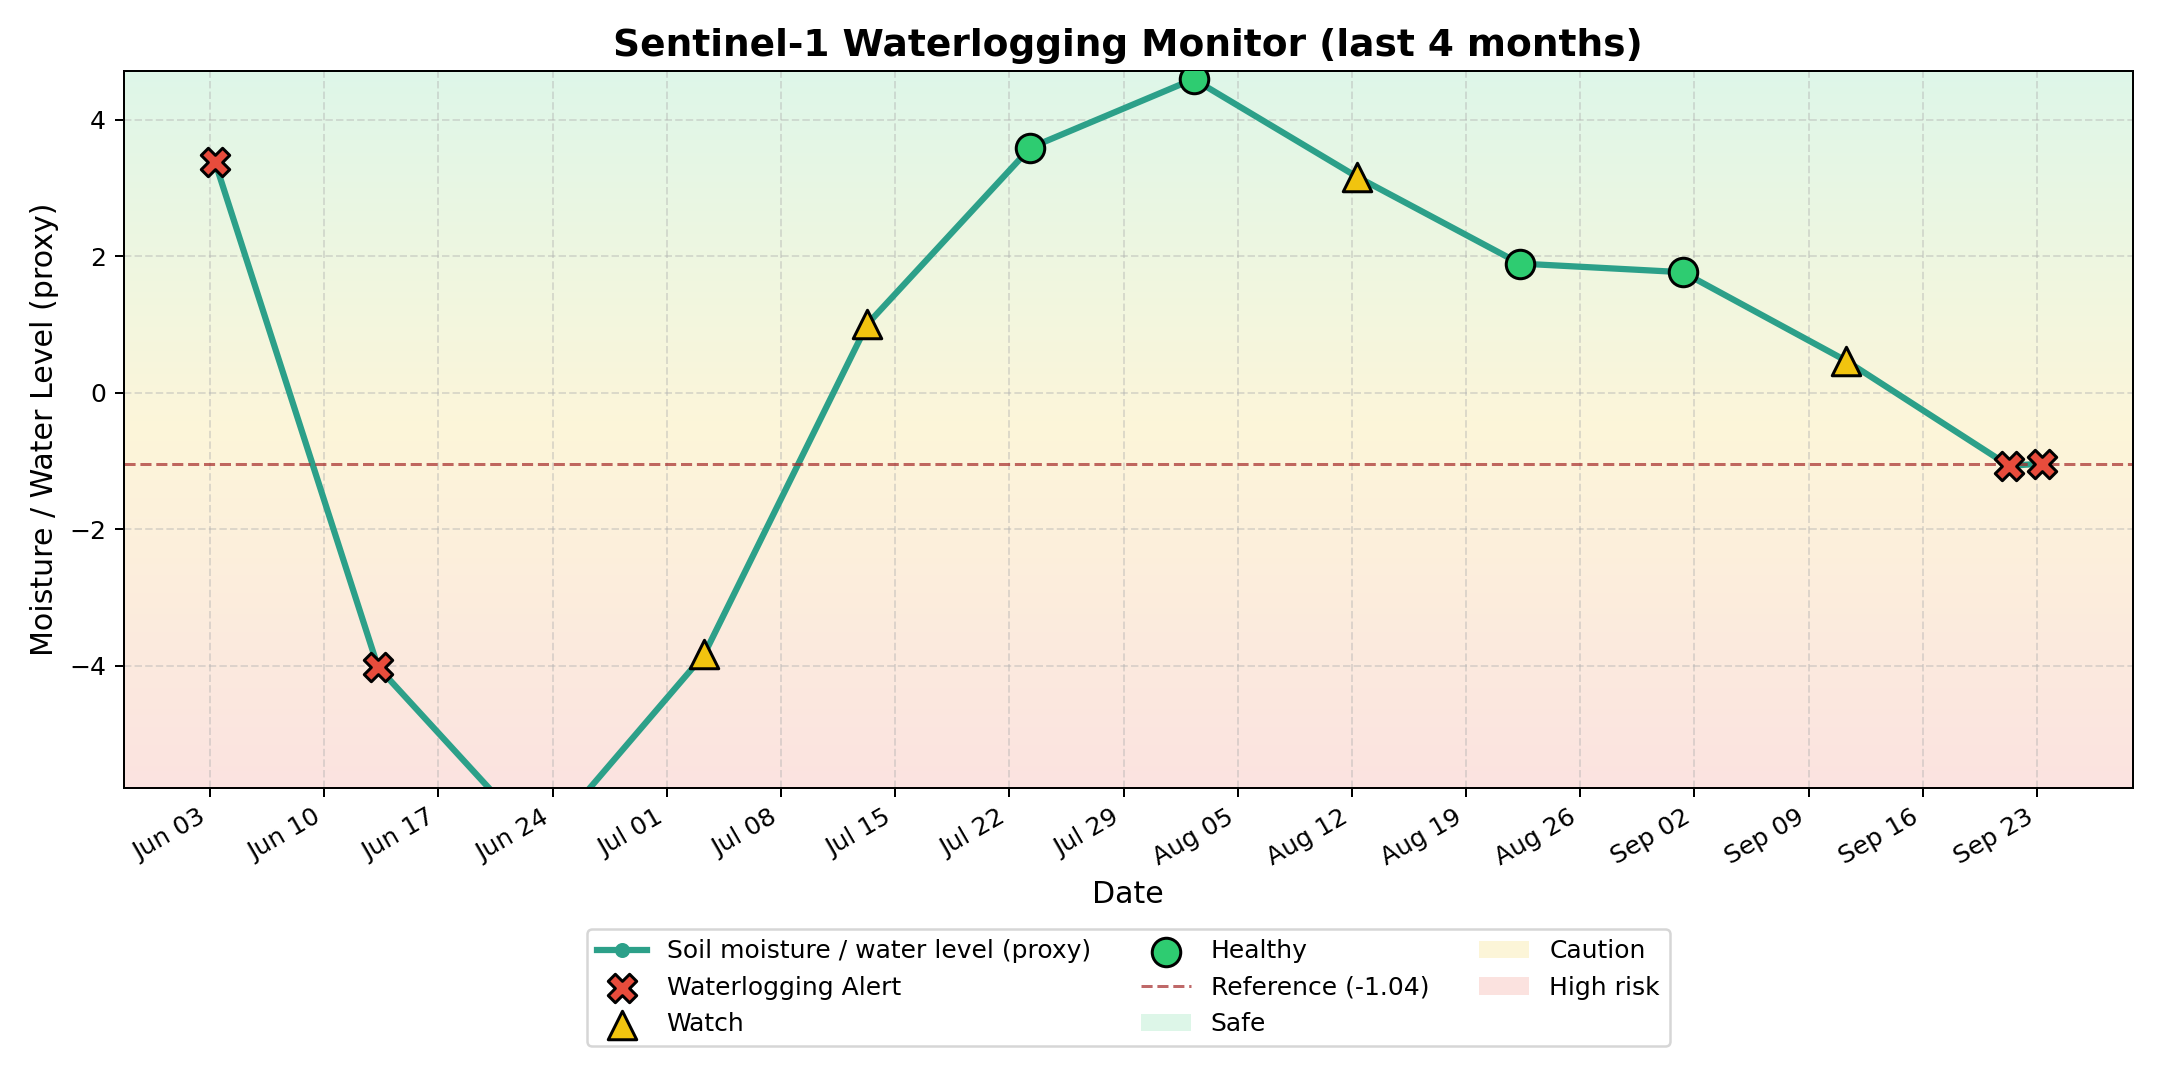 Sentinel-1 Waterlogging Monitor (last 4 months)
Moisture / Water Level (proxy)
4
2
0
−2
−4
Jun 03
Jun 10
Jun 17
Jun 24
Jul 01
Jul 08
Jul 15
Jul 22
Jul 29
Aug 05
Aug 12
Aug 19
Aug 26
Sep 02
Sep 09
Sep 16
Sep 23
Date
Soil moisture / water level (proxy)
Waterlogging Alert
Watch
Healthy
Reference (-1.04)
Safe
Caution
High risk